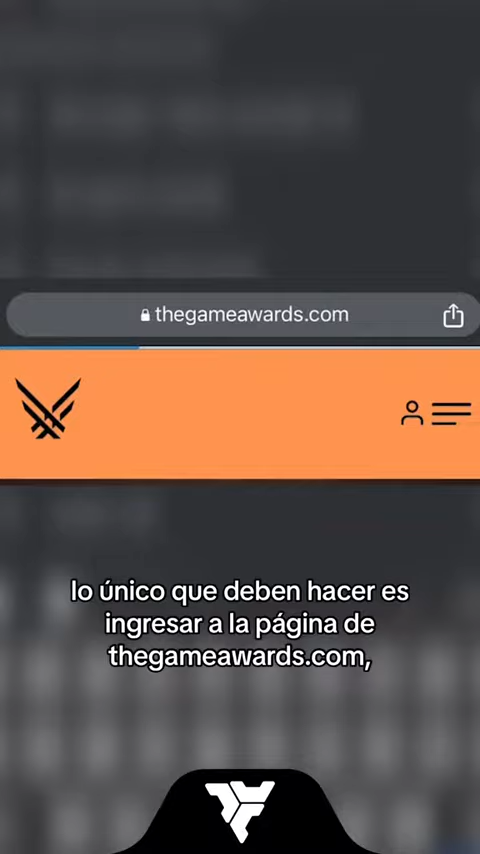 thegameawards.com
lo único que deben hacer es
ingresar a la página de
thegameawards.com,